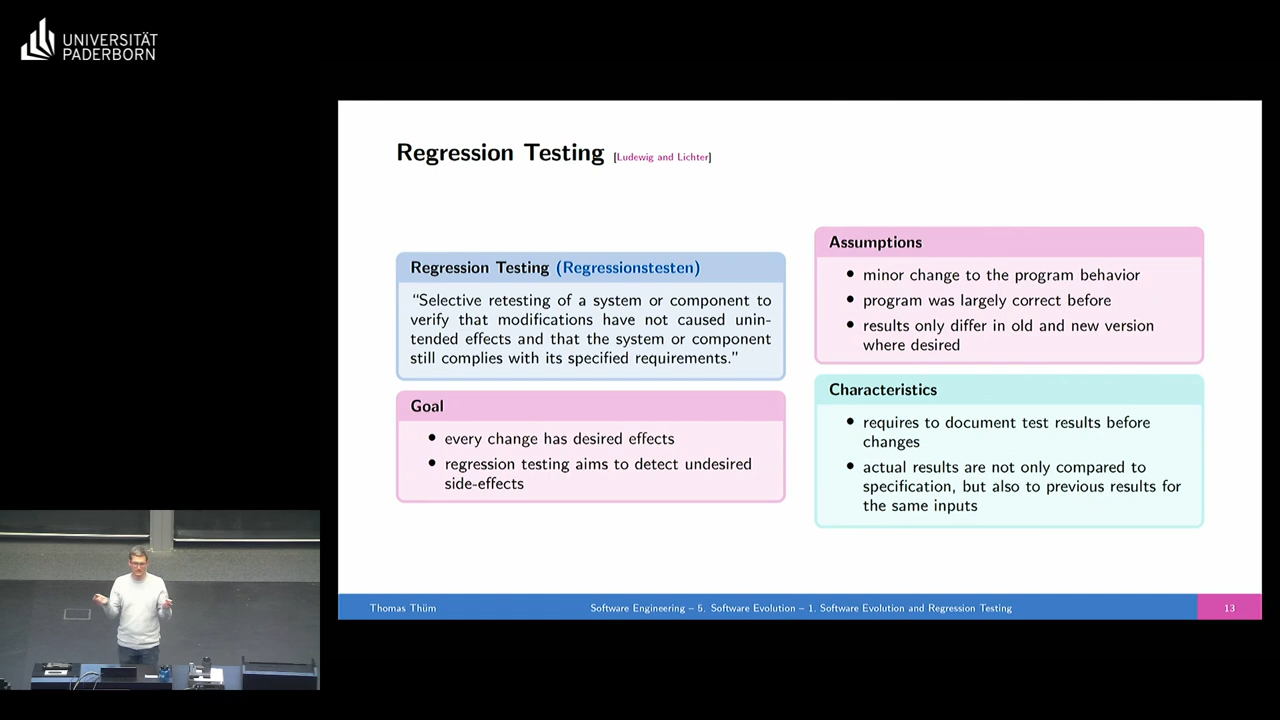 UNIVERSITÄT
PADERBORN
Regression Testing [Ludewig and Lichter]
Regression Testing (Regressionstesten)
“Selective retesting of a system or component to
verify that modifications have not caused unin-
tended effects and that the system or component
still complies with its specified requirements.”
Goal
• every change has desired effects
• regression testing aims to detect undesired
side-effects
Assumptions
• minor change to the program behavior
• program was largely correct before
• results only differ in old and new version
where desired
Characteristics
• requires to document test results before
changes
• actual results are not only compared to
specification, but also to previous results for
the same inputs
Thomas Thüm
Software Engineering – 5. Software Evolution – 1. Software Evolution and Regression Testing
13